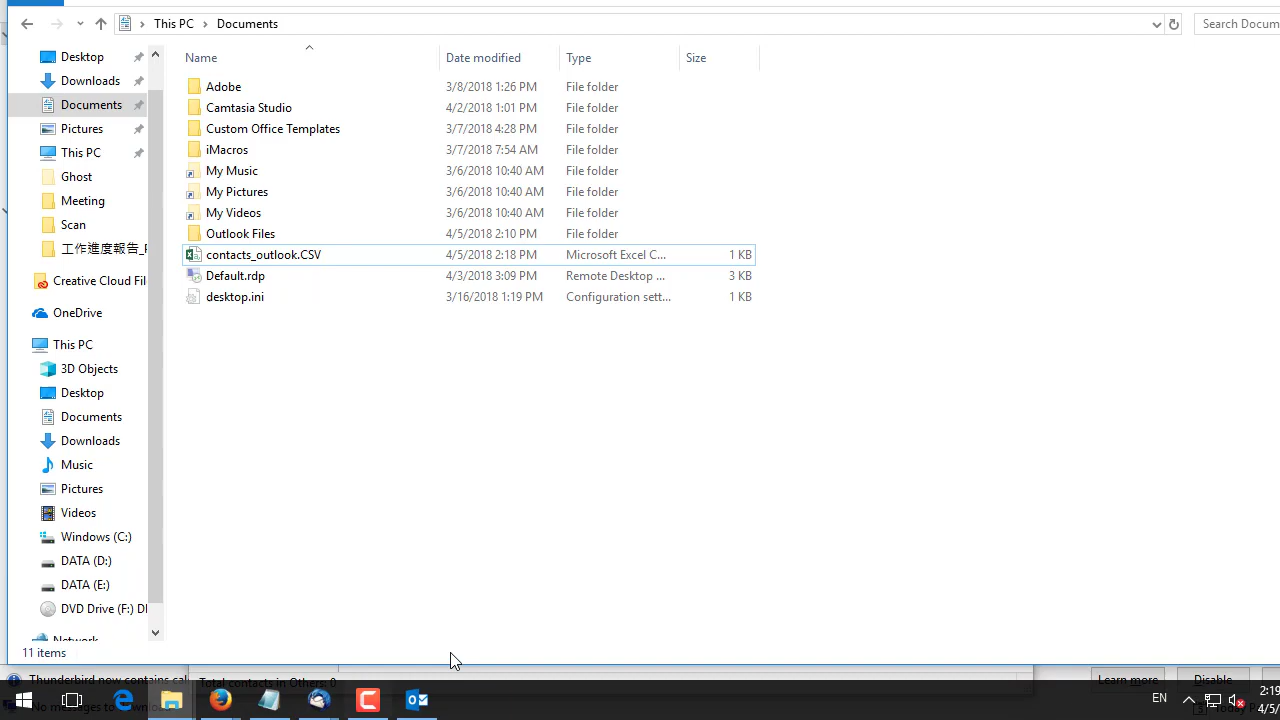 This PC Documents
Search Docum
Name Date modified Type Size
Desktop
Downloads
Documents
Pictures
This PC
Ghost
Meeting
Scan
工作進度報告_F
Creative Cloud Fil
OneDrive
This PC
3D Objects
Desktop
Documents
Downloads
Music
Pictures
Videos
Windows (C:)
DATA (D:)
DATA (E:)
DVD Drive (F:) DI
Network
Adobe 3/8/2018 1:26 PM File folder
Camtasia Studio 4/2/2018 1:01 PM File folder
Custom Office Templates 3/7/2018 4:28 PM File folder
iMacros 3/7/2018 7:54 AM File folder
My Music 3/6/2018 10:40 AM File folder
My Pictures 3/6/2018 10:40 AM File folder
My Videos 3/6/2018 10:40 AM File folder
Outlook Files 4/5/2018 2:10 PM File folder
contacts_outlook.CSV 4/5/2018 2:18 PM Microsoft Excel C... 1 KB
Default.rdp 4/3/2018 3:09 PM Remote Desktop ... 3 KB
desktop.ini 3/16/2018 1:19 PM Configuration sett... 1 KB
11 items
Thunderbird now contains cal
Total contacts in Others: 0
Learn more
Disable
No messages to download
EN
2:19
4/5/